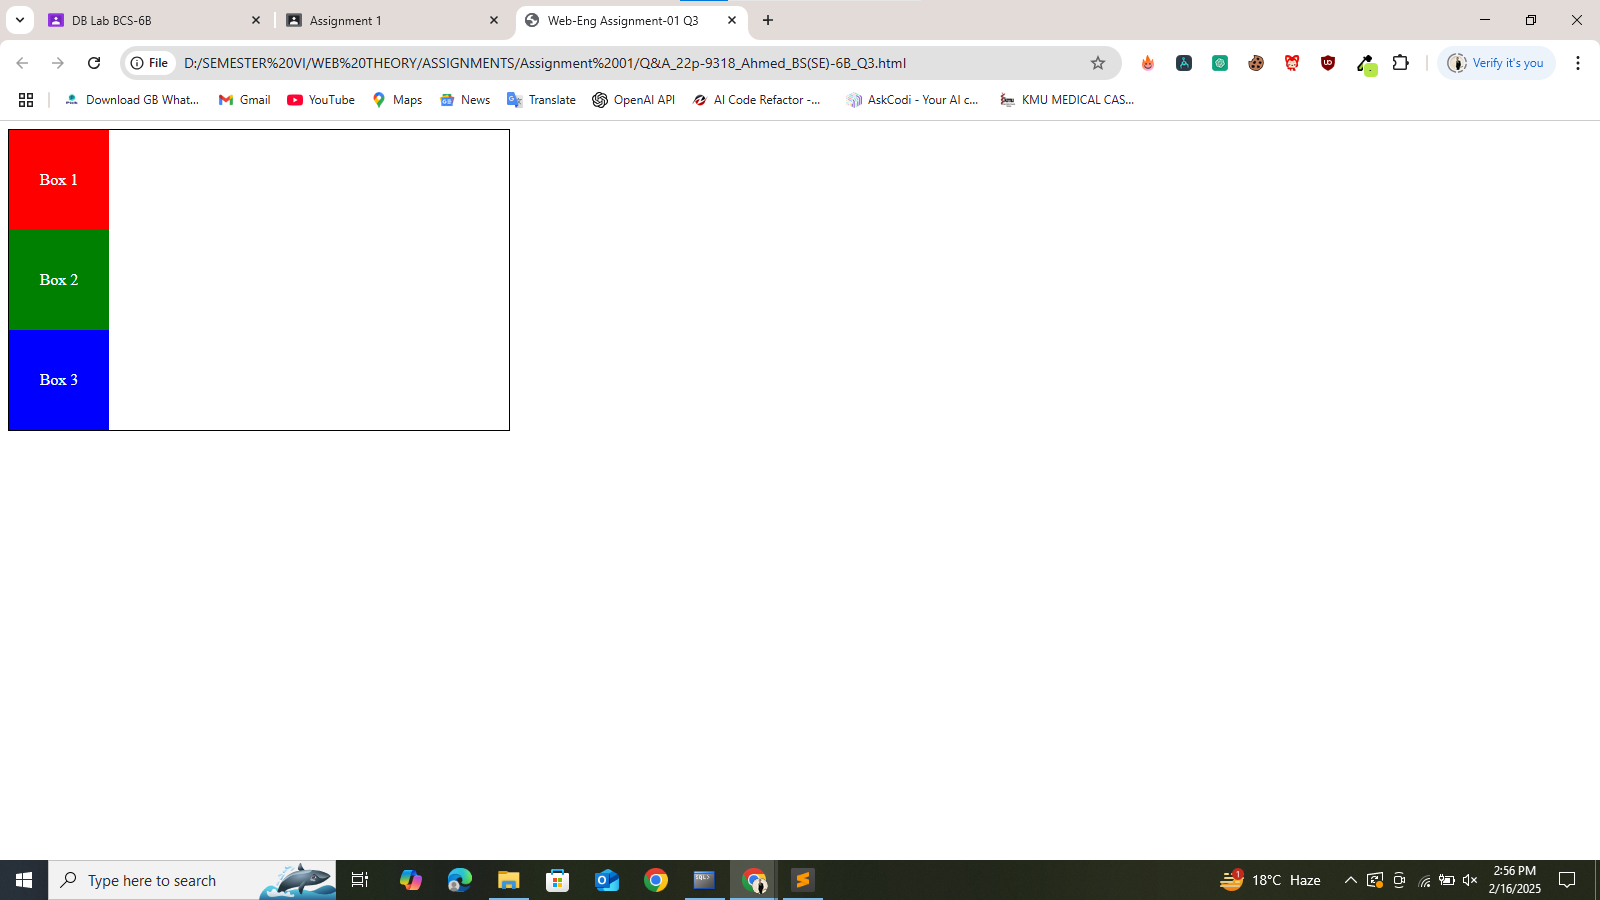 DB Lab BCS-6B
Assignment 1
Web-Eng Assignment-01 Q3
File
D:/SEMESTER%20VI/WEB%20THEORY/ASSIGNMENTS/Assignment%2001/Q&A_22p-9318_Ahmed_BS(SE)-6B_Q3.html
Verify it's you
Download GB What...
Gmail
YouTube
Maps
News
Translate
OpenAI API
AI Code Refactor -...
AskCodi - Your AI c...
KMU MEDICAL CAS...
Box 1
Box 2
Box 3
Type here to search
1
18°C Haze
2:56 PM
2/16/2025